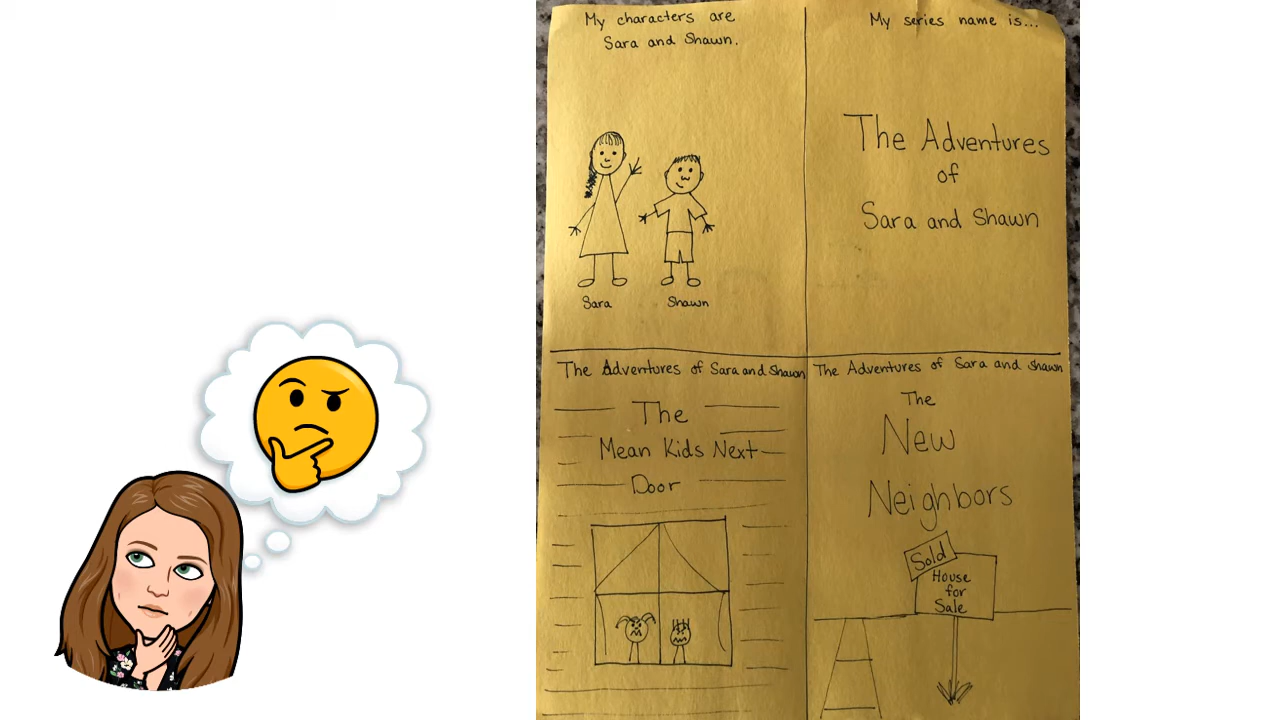 My characters are
Sara and Shawn.
Sara
Shawn
My series name is...
The Adventures
of
Sara and Shawn
The Adventures of Sara and Shawn
The
Mean Kids Next
Door
The Adventures of Sara and Shawn
The
New
Neighbors
Sold
House
for
Sale